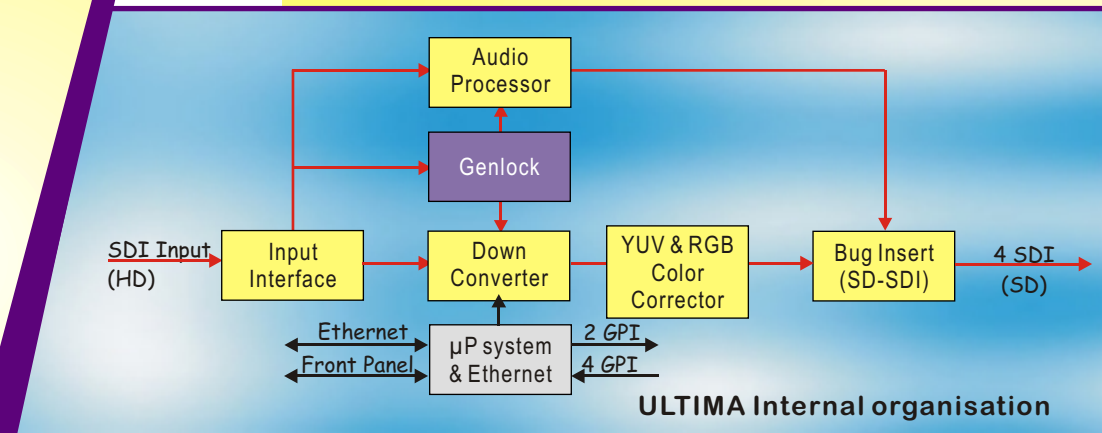 Audio
Processor
Genlock
SDI Input
(HD)
Input
Interface
Down
Converter
YUV & RGB
Color
Corrector
Bug Insert
(SD-SDI)
4 SDI
(SD)
Ethernet
Front Panel
µP system
& Ethernet
2 GPI
4 GPI
ULTIMA Internal organisation